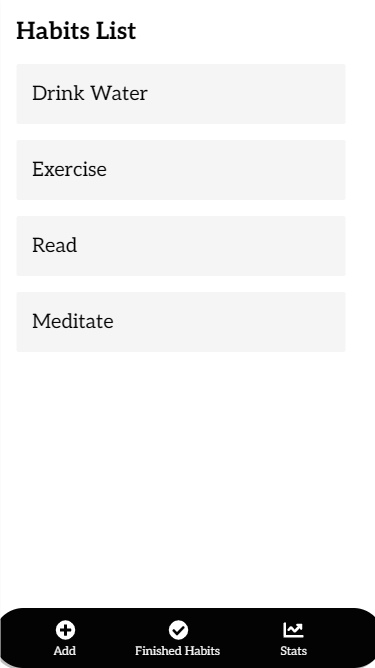 Habits List
Drink Water
Exercise
Read
Meditate
Add
Finished Habits
Stats